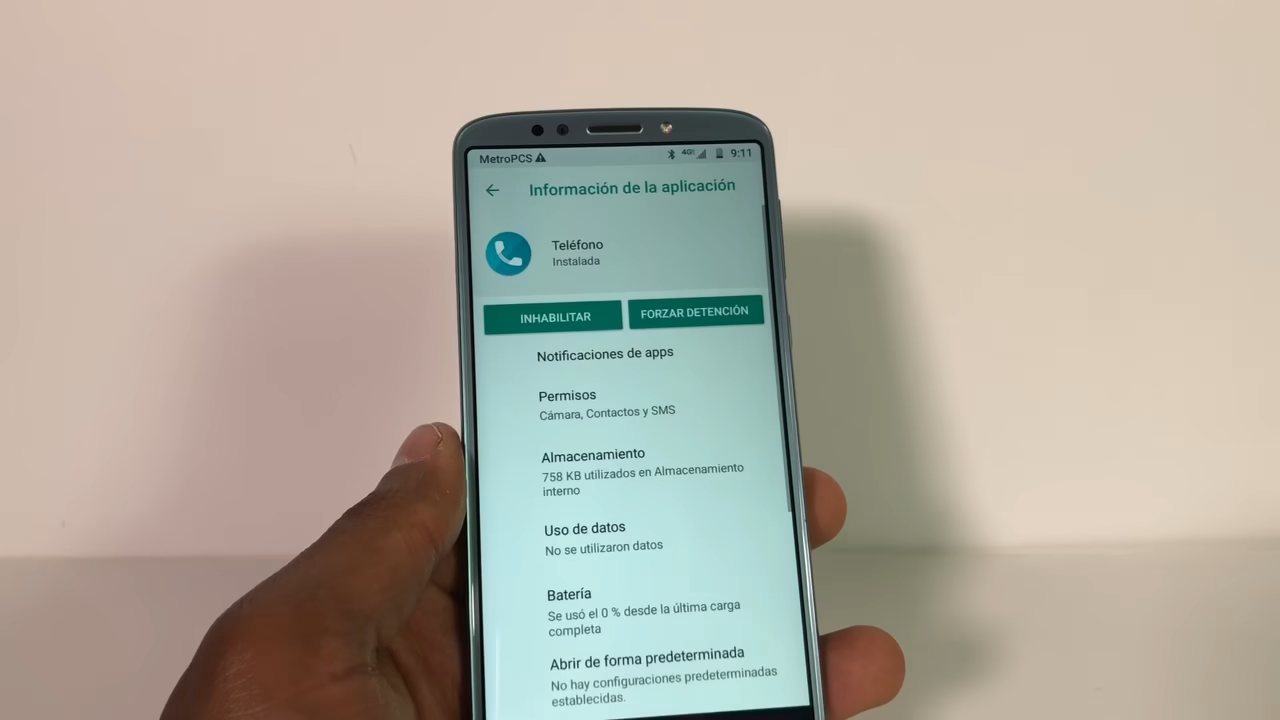 MetroPCS
4G 9:11
Información de la aplicación
Teléfono
Instalada
INHABILITAR FORZAR DETENCIÓN
Notificaciones de apps
Permisos
Cámara, Contactos y SMS
Almacenamiento
758 KB utilizados en Almacenamiento
interno
Uso de datos
No se utilizaron datos
Batería
Se usó el 0 % desde la última carga
completa
Abrir de forma predeterminada
No hay configuraciones predeterminadas
establecidas.